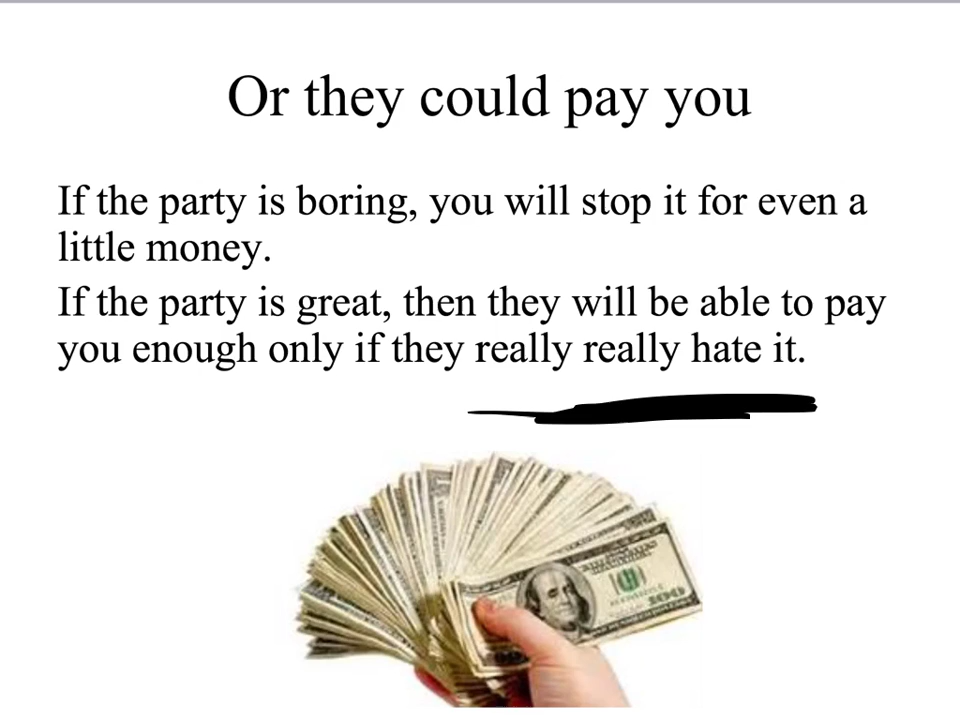 Or they could pay you
If the party is boring, you will stop it for even a
little money.
If the party is great, then they will be able to pay
you enough only if they really really hate it.
100